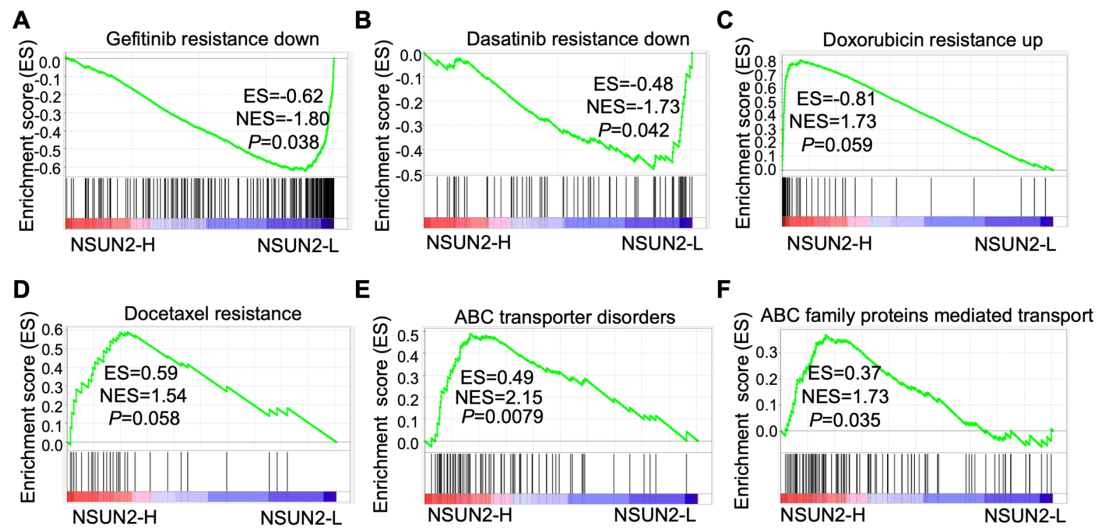 A
Gefitinib resistance down
Enrichment score (ES)
0.0
-0.1
-0.2
-0.3
-0.4
-0.5
-0.6
ES=-0.62
NES=-1.80
P=0.038
NSUN2-H NSUN2-L
B
Dasatinib resistance down
Enrichment score (ES)
0.0
-0.1
-0.2
-0.3
-0.4
-0.5
ES=-0.48
NES=-1.73
P=0.042
NSUN2-H NSUN2-L
C
Doxorubicin resistance up
Enrichment score (ES)
0.8
0.7
0.6
0.5
0.4
0.3
0.2
0.1
0.0
ES=-0.81
NES=1.73
P=0.059
NSUN2-H NSUN2-L
D
Docetaxel resistance
Enrichment score (ES)
0.6
0.5
0.4
0.3
0.2
0.1
0.0
ES=0.59
NES=1.54
P=0.058
NSUN2-H NSUN2-L
E
ABC transporter disorders
Enrichment score (ES)
0.5
0.4
0.3
0.2
0.1
0.0
ES=0.49
NES=2.15
P=0.0079
NSUN2-H NSUN2-L
F
ABC family proteins mediated transport
Enrichment score (ES)
0.3
0.2
0.1
0.0
ES=0.37
NES=1.73
P=0.035
NSUN2-H NSUN2-L